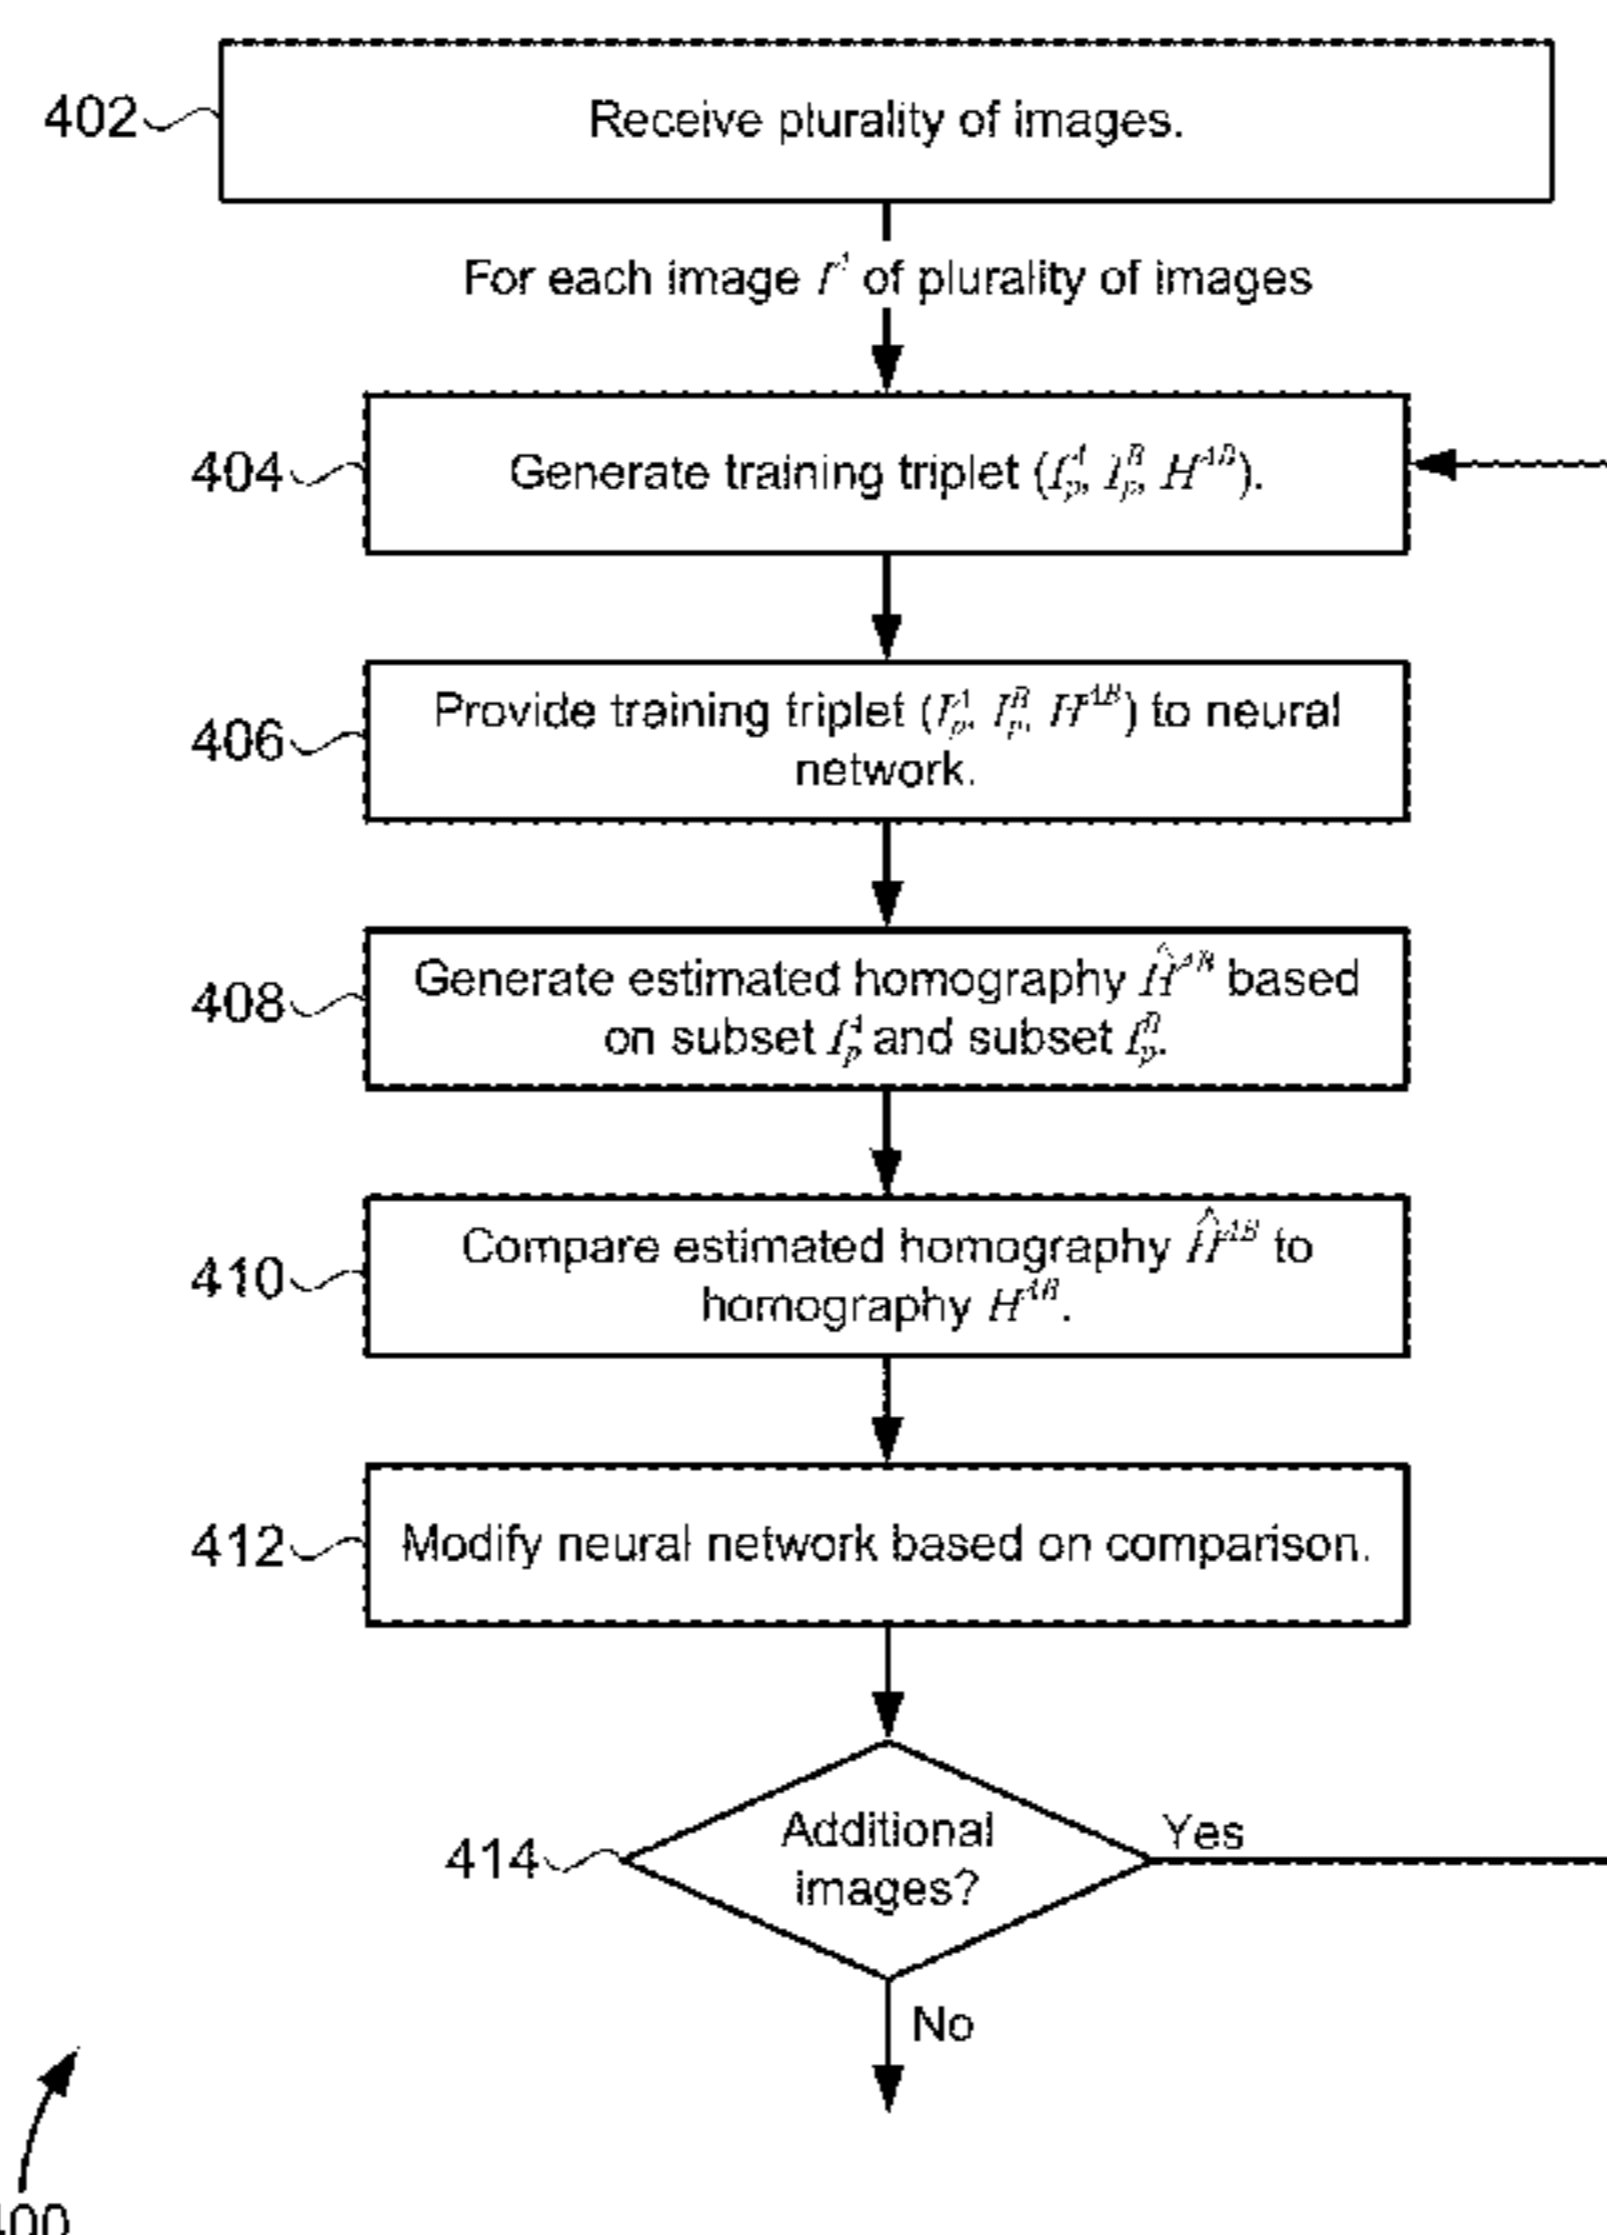 402
Receive plurality of images.
For each image I^A of plurality of images
404
Generate training triplet (I_p^A, I_p^B, H^AB).
406
Provide training triplet (I_p^A, I_p^B, H^AB) to neural
network.
408
Generate estimated homography Ĥ^AB based
on subset I_p^A and subset I_p^B.
410
Compare estimated homography Ĥ^AB to
homography H^AB.
412
Modify neural network based on comparison.
414
Additional
images?
Yes
No